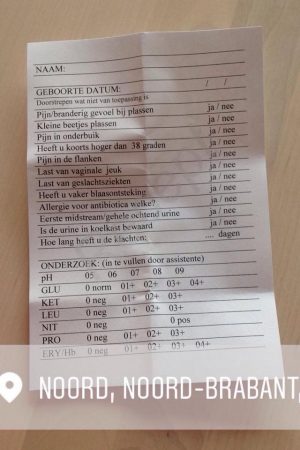 NAAM:
GEBOORTE DATUM: / /
Doorstrepen wat niet van toepassing is
Pijn/branderig gevoel bij plassen ja / nee
Kleine beetjes plassen ja / nee
Pijn in onderbuik ja / nee
Heeft u koorts hoger dan 38 graden ja / nee
Pijn in de flanken ja / nee
Last van vaginale jeuk ja / nee
Last van geslachtsziekten ja / nee
Heeft u vaker blaasontsteking ja / nee
Allergie voor antibiotica welke? ja / nee
Eerste midstream/gehele ochtend urine ja / nee
Is de urine in koelkast bewaard ja / nee
Hoe lang heeft u de klachten: .... dagen
ONDERZOEK: (in te vullen door assistente)
pH 05 06 07 08 09
GLU 0 norm 01+ 02+ 03+ 04+
KET 0 neg 01+ 02+ 03+
LEU 0 neg 01+ 02+ 03+
NIT 0 neg 0 pos
PRO 0 neg 01+ 02+ 03+
ERY/Hb 0 neg 01+ 02+ 03+ 04+
NOORD, NOORD-BRABANT,